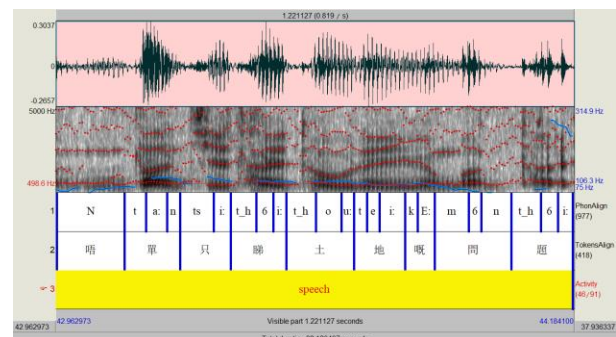 1.221127 (0.819 / s)
0.3037
0
-0.2657
5000 Hz
314.9 Hz
498.6 Hz
106.3 Hz
75 Hz
1 N t a: n ts i: t_h 6 i: t_h o u: t e i: k E: m 6 n t_h 6 i: PhonAlign (977)
2 唔 單 只 睇 土 地 嘅 問 題 TokensAlign (418)
3 speech Activity (46/91)
42.962973 Visible part 1.221127 seconds 44.184100
42.962973 37.936337